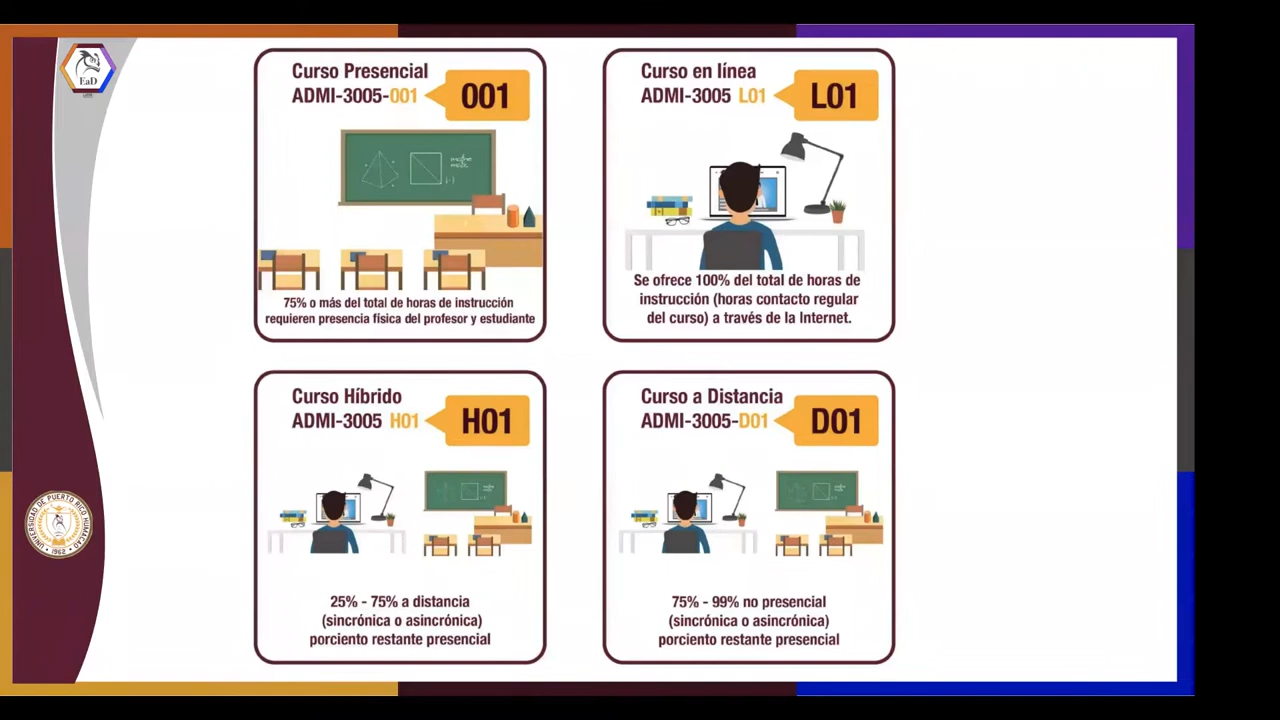 EaD
Curso Presencial
ADMI-3005-001
001
75% o más del total de horas de instrucción
requieren presencia física del profesor y estudiante
Curso en línea
ADMI-3005 L01
L01
Se ofrece 100% del total de horas de
instrucción (horas contacto regular
del curso) a través de la Internet.
Curso Híbrido
ADMI-3005 H01
H01
25% - 75% a distancia
(sincrónica o asincrónica)
porciento restante presencial
Curso a Distancia
ADMI-3005-D01
D01
75% - 99% no presencial
(sincrónica o asincrónica)
porciento restante presencial
UNIVERSIDAD DE PUERTO RICO HUMACAO
1962